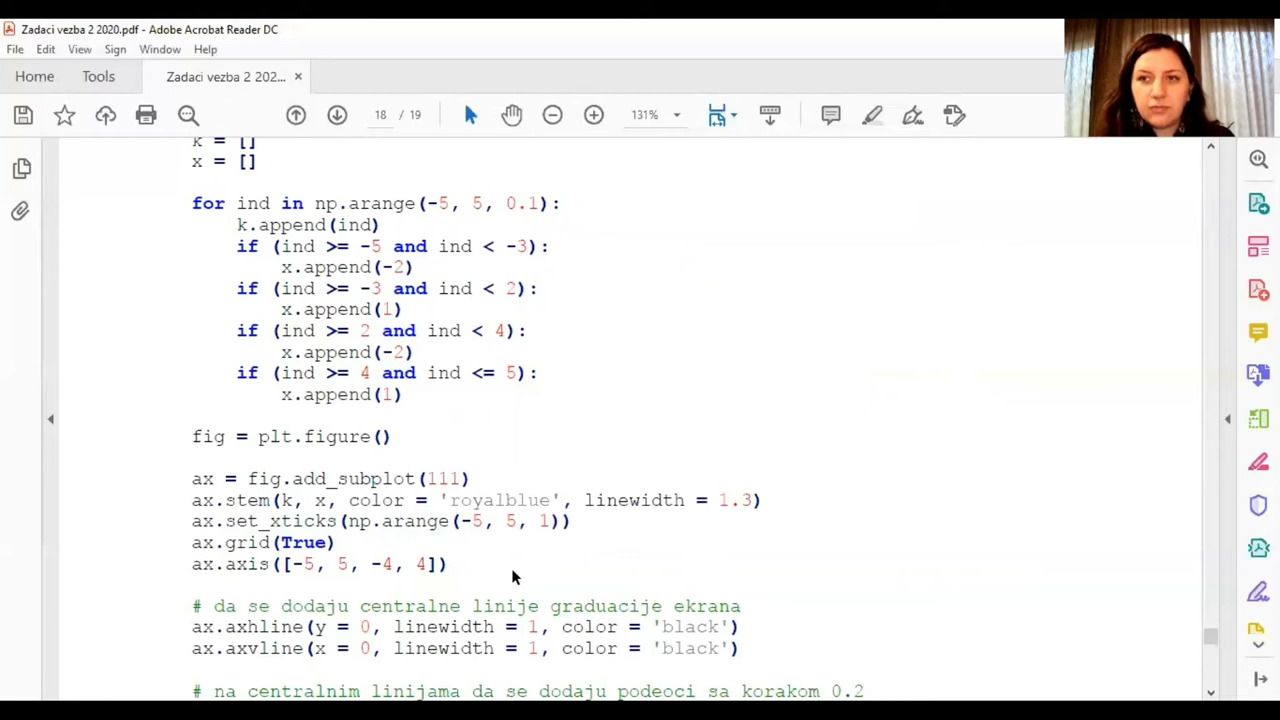 Zadaci vezba 2 2020.pdf - Adobe Acrobat Reader DC
File Edit View Sign Window Help
Home Tools Zadaci vezba 2 202... ×
18 / 19 131%
k = []
x = []
for ind in np.arange(-5, 5, 0.1):
    k.append(ind)
    if (ind >= -5 and ind < -3):
        x.append(-2)
    if (ind >= -3 and ind < 2):
        x.append(1)
    if (ind >= 2 and ind < 4):
        x.append(-2)
    if (ind >= 4 and ind <= 5):
        x.append(1)
fig = plt.figure()
ax = fig.add_subplot(111)
ax.stem(k, x, color = 'royalblue', linewidth = 1.3)
ax.set_xticks(np.arange(-5, 5, 1))
ax.grid(True)
ax.axis([-5, 5, -4, 4])
# da se dodaju centralne linije graduacije ekrana
ax.axhline(y = 0, linewidth = 1, color = 'black')
ax.axvline(x = 0, linewidth = 1, color = 'black')
# na centralnim linijama da se dodaju podeoci sa korakom 0.2